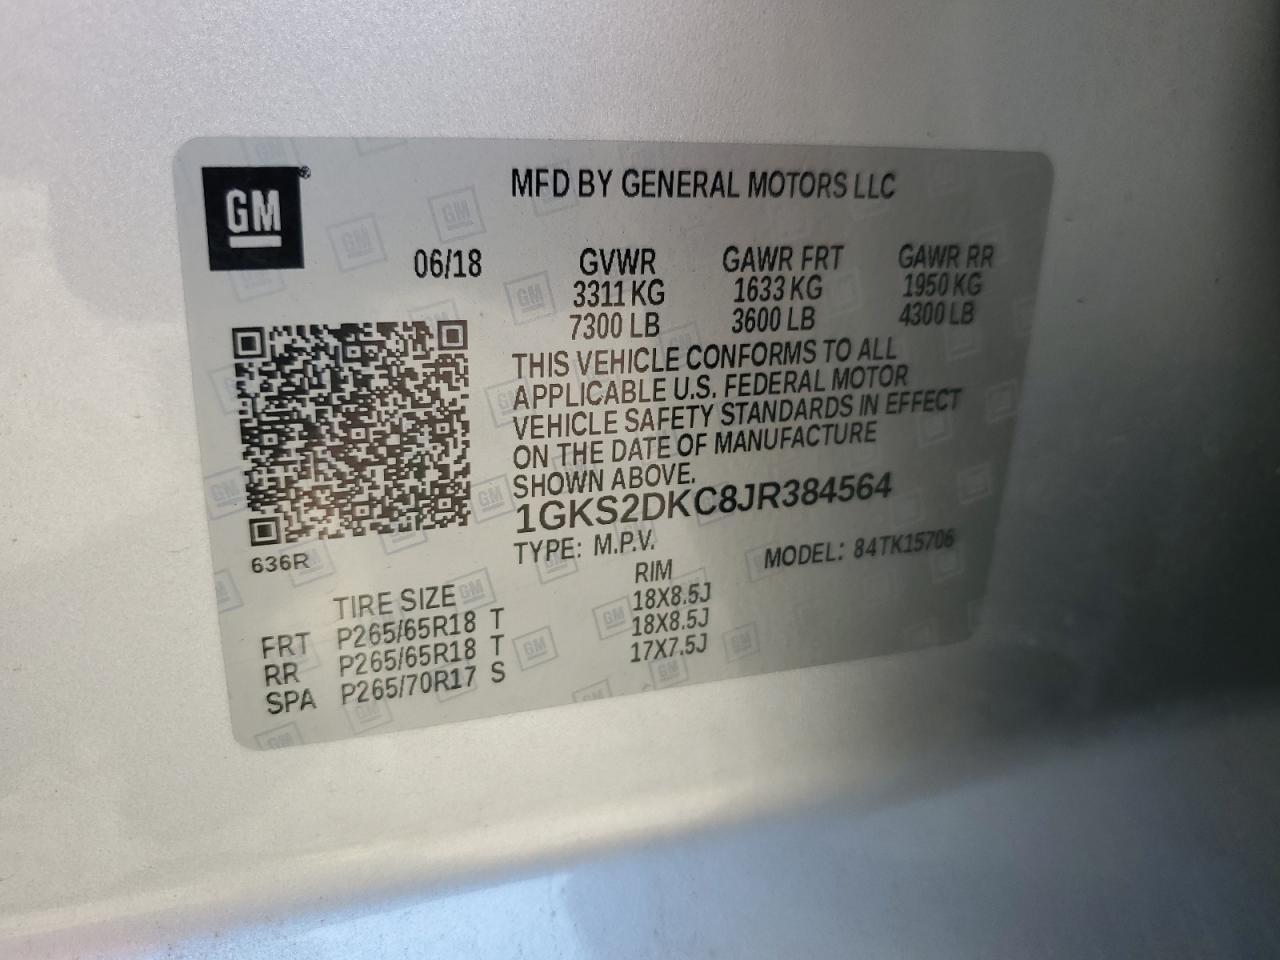 GM®
MFD BY GENERAL MOTORS LLC
06/18 GVWR GAWR FRT GAWR RR
3311 KG 1633 KG 1950 KG
7300 LB 3600 LB 4300 LB
THIS VEHICLE CONFORMS TO ALL
APPLICABLE U.S. FEDERAL MOTOR
VEHICLE SAFETY STANDARDS IN EFFECT
ON THE DATE OF MANUFACTURE
SHOWN ABOVE.
1GKS2DKC8JR384564
TYPE: M.P.V. MODEL: 84TK15706
636R
TIRE SIZE RIM
FRT P265/65R18 T 18X8.5J
RR P265/65R18 T 18X8.5J
SPA P265/70R17 S 17X7.5J